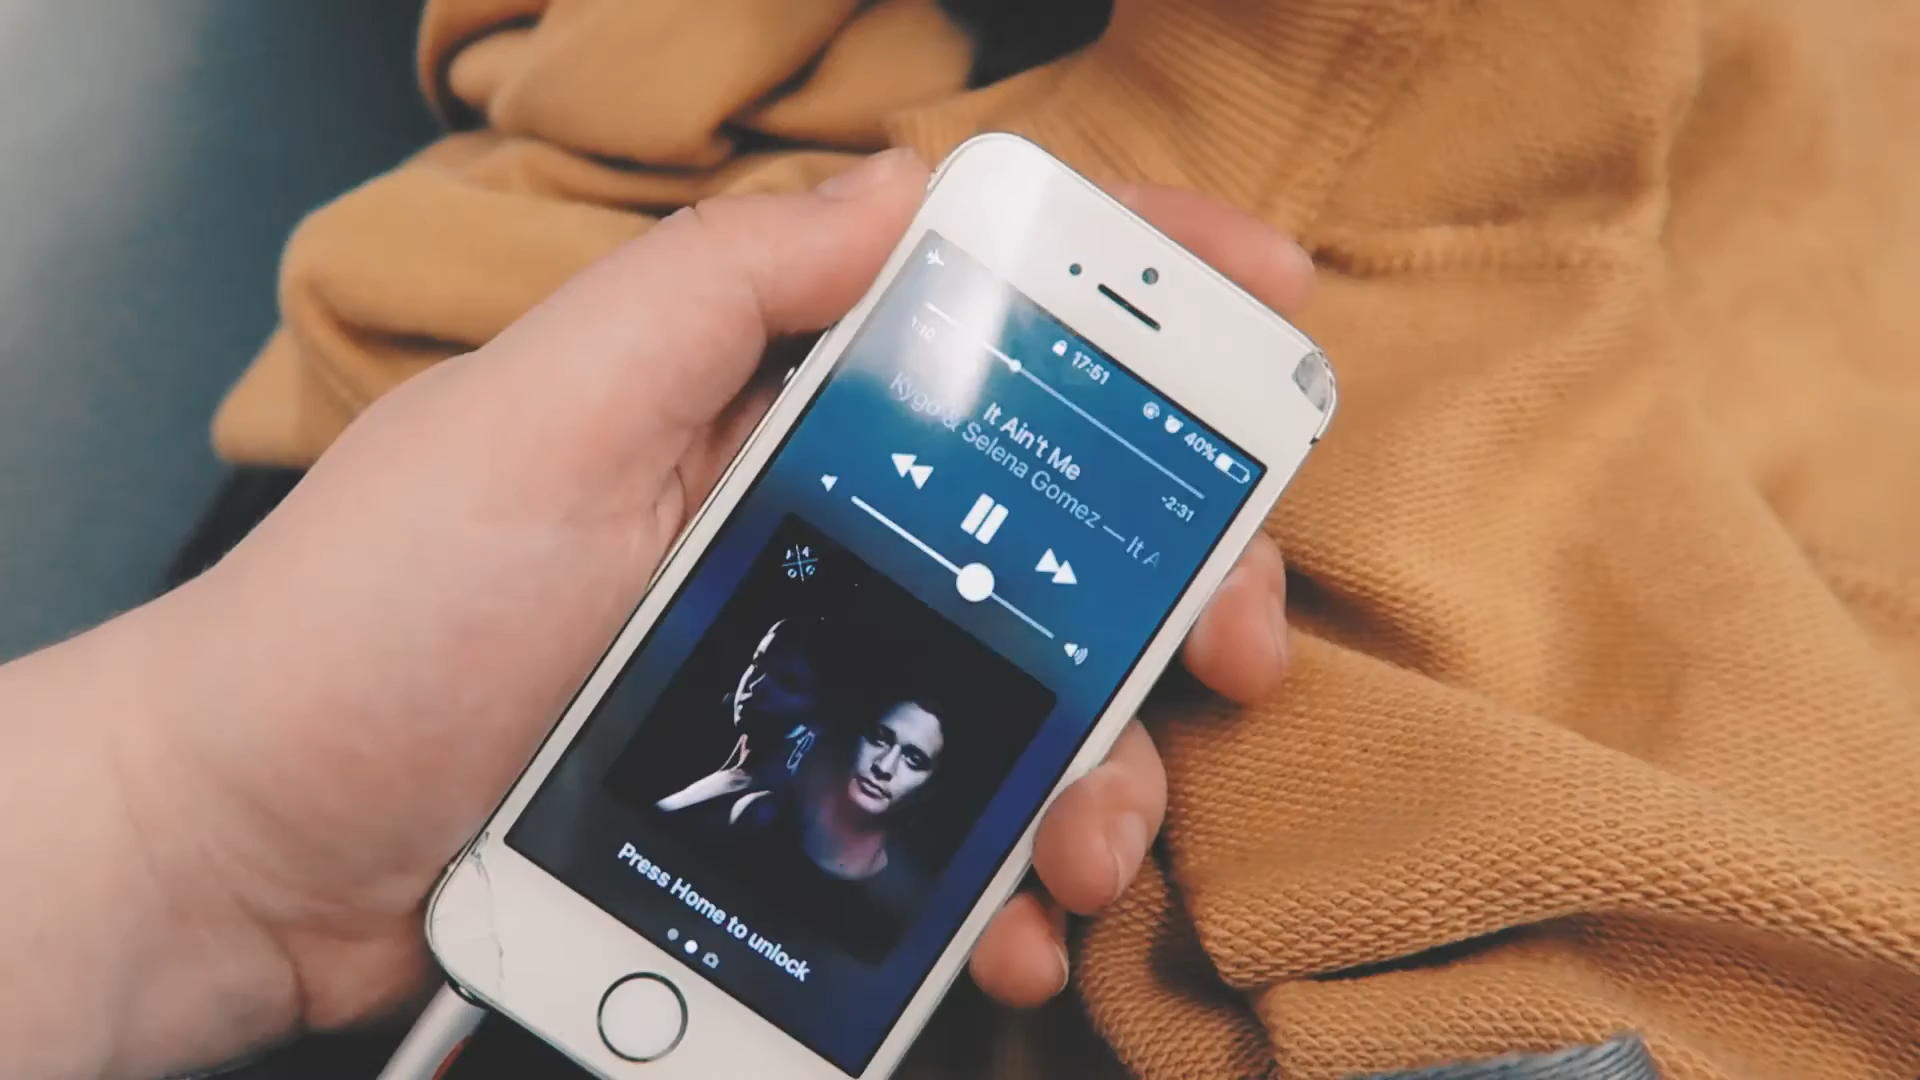 17:51
40%
1:10
-2:31
It Ain't Me
Kygo & Selena Gomez — It A
Press Home to unlock